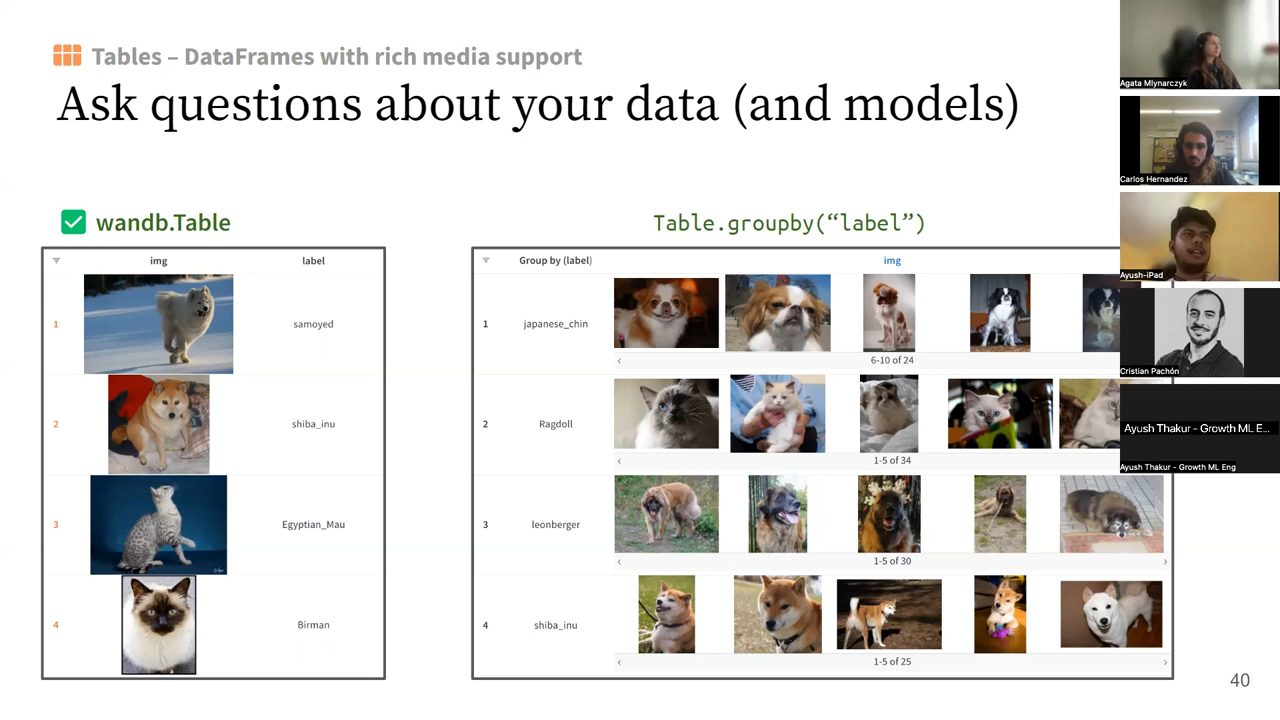 Tables – DataFrames with rich media support
Ask questions about your data (and models)
wandb.Table
img label
1 samoyed
2 shiba_inu
3 Egyptian_Mau
4 Birman
Table.groupby(“label”)
Group by (label) img
1 japanese_chin
< 6-10 of 24
2 Ragdoll
< 1-5 of 34
3 leonberger
< 1-5 of 30 >
4 shiba_inu
< 1-5 of 25 >
40
Agata Mlynarczyk
Carlos Hernandez
Ayush-iPad
Cristian Pachón
Ayush Thakur - Growth ML E...
Ayush Thakur - Growth ML Eng